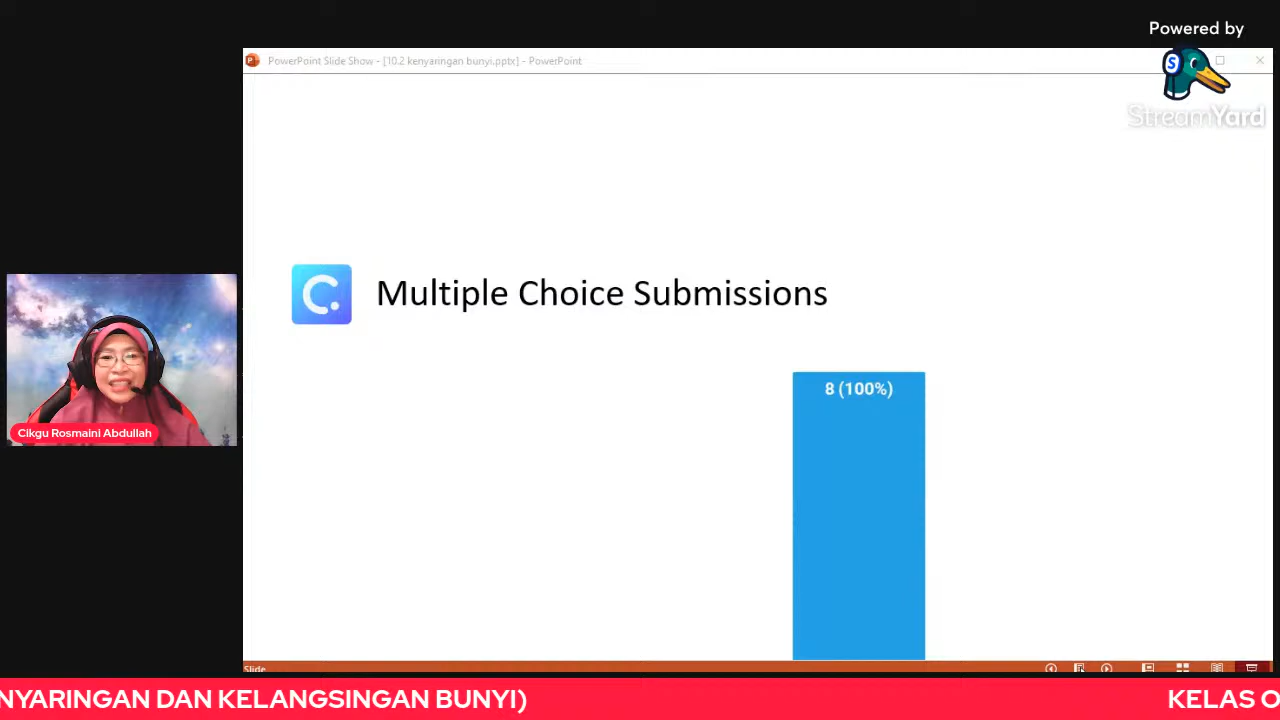 Powered by
PowerPoint Slide Show - [10.2 kenyaringan bunyi.pptx] - PowerPoint
S
StreamYard
C.
Multiple Choice Submissions
8 (100%)
Cikgu Rosmaini Abdullah
Slide
NYARINGAN DAN KELANGSINGAN BUNYI)
KELAS O